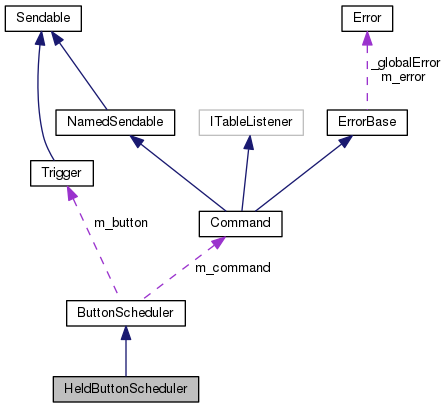 Sendable
Error
_globalError
m_error
NamedSendable
ITableListener
ErrorBase
Trigger
m_button
Command
m_command
ButtonScheduler
HeldButtonScheduler